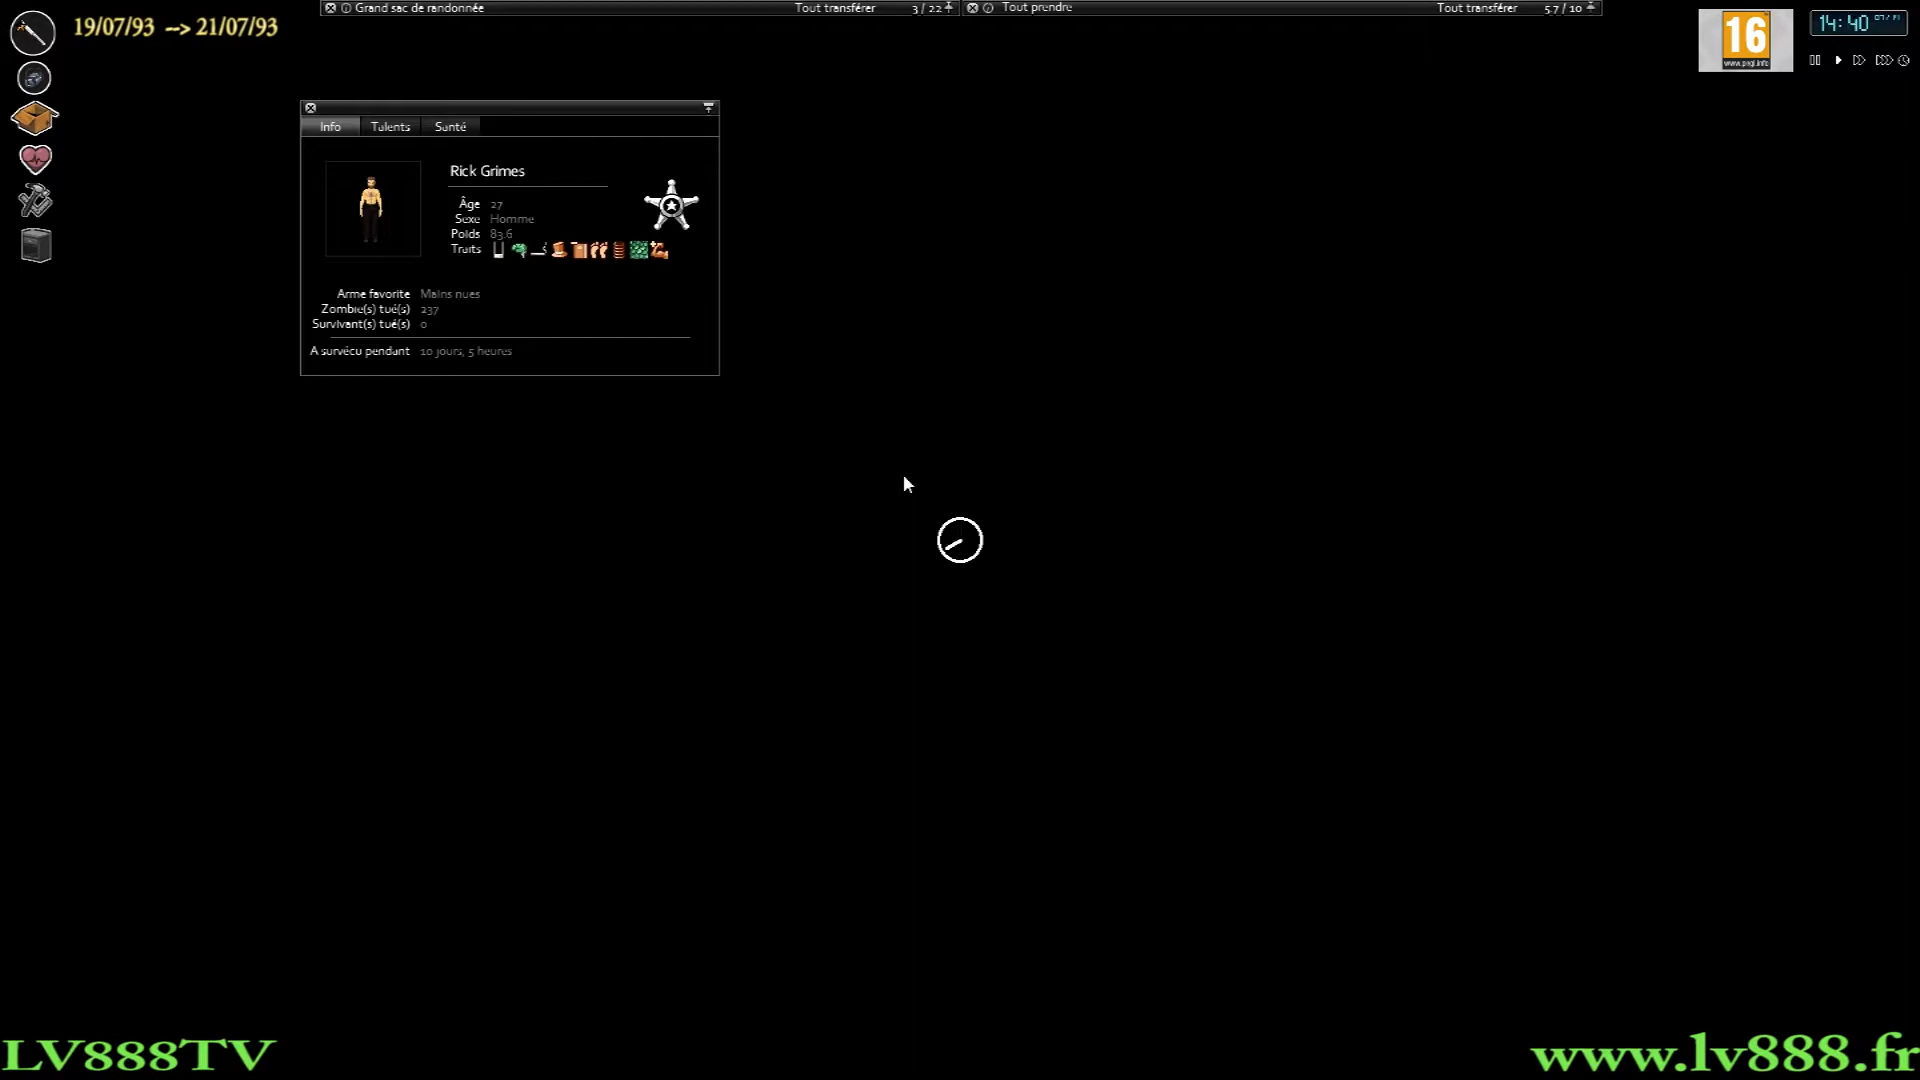 19/07/93 --> 21/07/93
Grand sac de randonnée Tout transférer 3 / 22
Tout prendre Tout transférer 5.7 / 10
16
www.pegi.info
14:40
Info Talents Santé
Rick Grimes
Âge 27
Sexe Homme
Poids 83.6
Traits
Arme favorite Mains nues
Zombie(s) tué(s) 237
Survivant(s) tué(s) 0
A survécu pendant 10 jours, 5 heures
LV888TV
www.lv888.fr